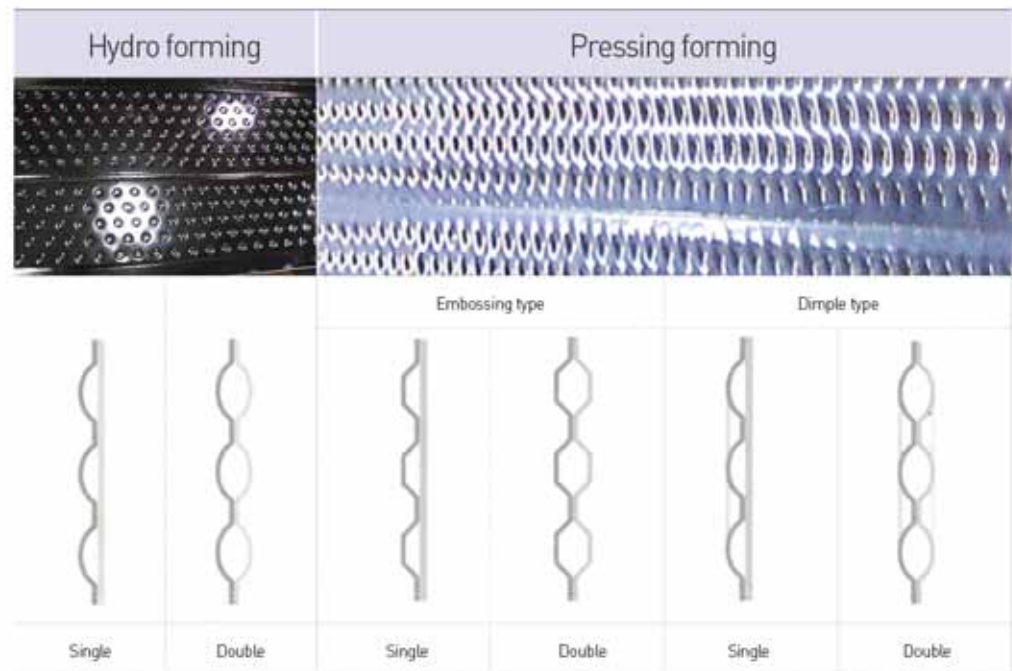 Hydro forming
Pressing forming
Embossing type
Dimple type
Single
Double
Single
Double
Single
Double